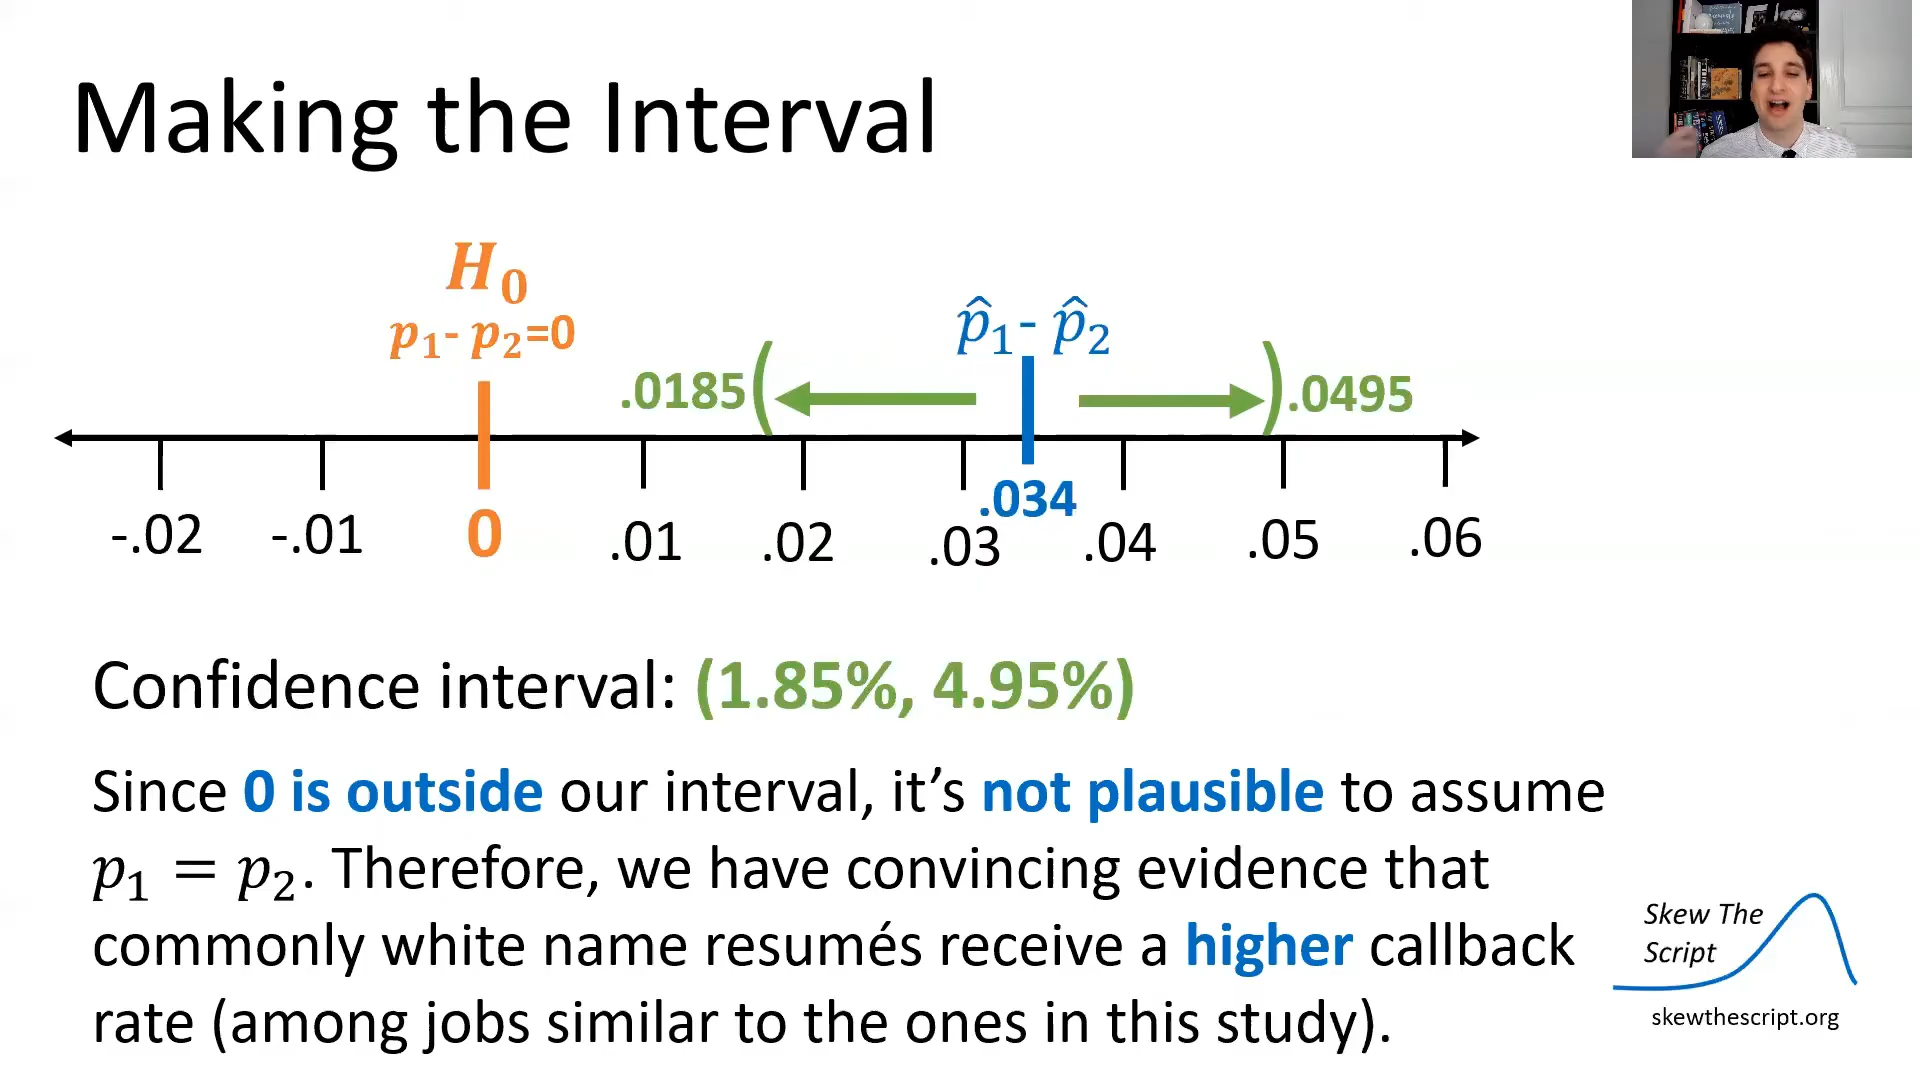 Making the Interval
H₀
p₁- p₂=0
p̂₁- p̂₂
.0185( ).0495
.034
-.02 -.01 0 .01 .02 .03 .04 .05 .06
Confidence interval: (1.85%, 4.95%)
Since 0 is outside our interval, it’s not plausible to assume
p₁ = p₂. Therefore, we have convincing evidence that
commonly white name resumés receive a higher callback
rate (among jobs similar to the ones in this study).
Skew The
Script
skewthescript.org